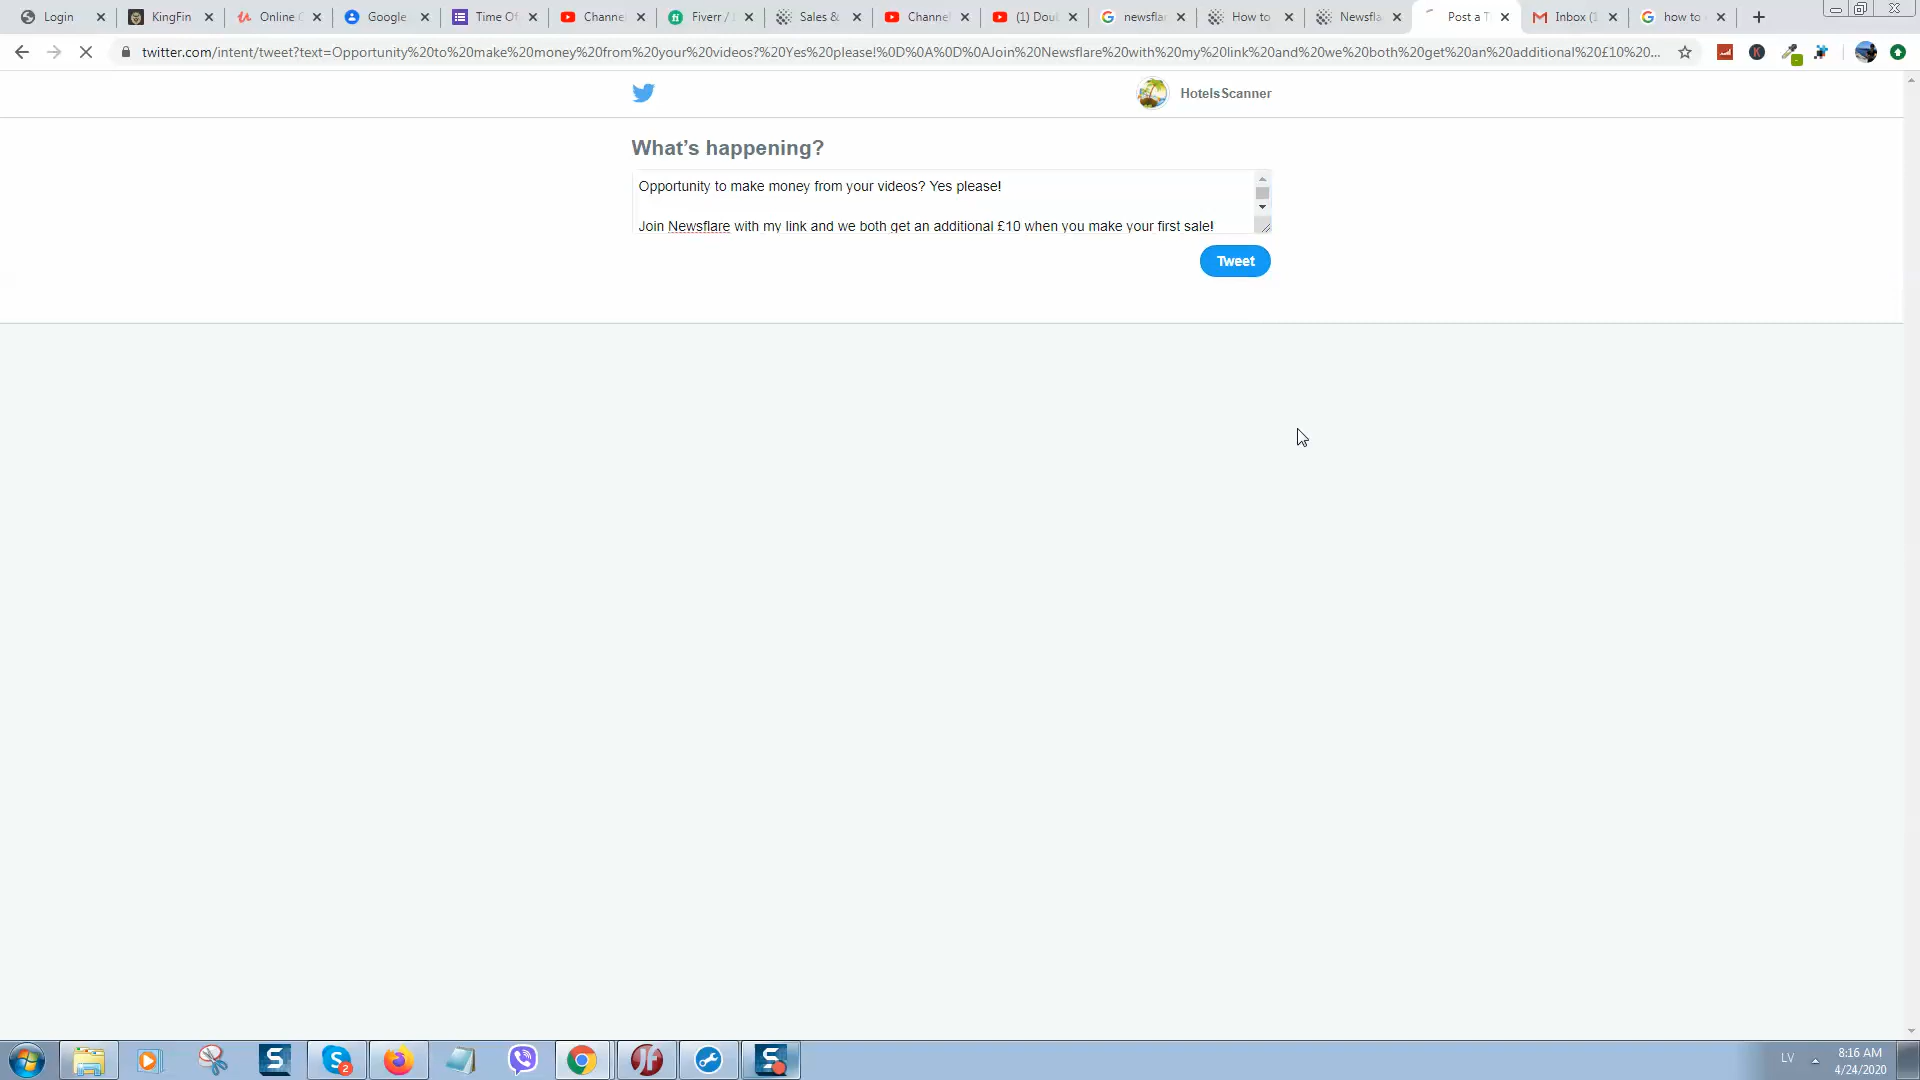 Login
KingFin
Online C
Google
Time Of
Channe
Fiverr /
Sales &
Channe
(1) Dou
newsfla
How to
Newsfla
Post a T
Inbox (1
how to
twitter.com/intent/tweet?text=Opportunity%20to%20make%20money%20from%20your%20videos?%20Yes%20please!%0D%0A%0D%0AJoin%20Newsflare%20with%20my%20link%20and%20we%20both%20get%20an%20additional%20£10%20...
HotelsScanner
What's happening?
Opportunity to make money from your videos? Yes please!
Join Newsflare with my link and we both get an additional £10 when you make your first sale!
Tweet
LV
8:16 AM
4/24/2020